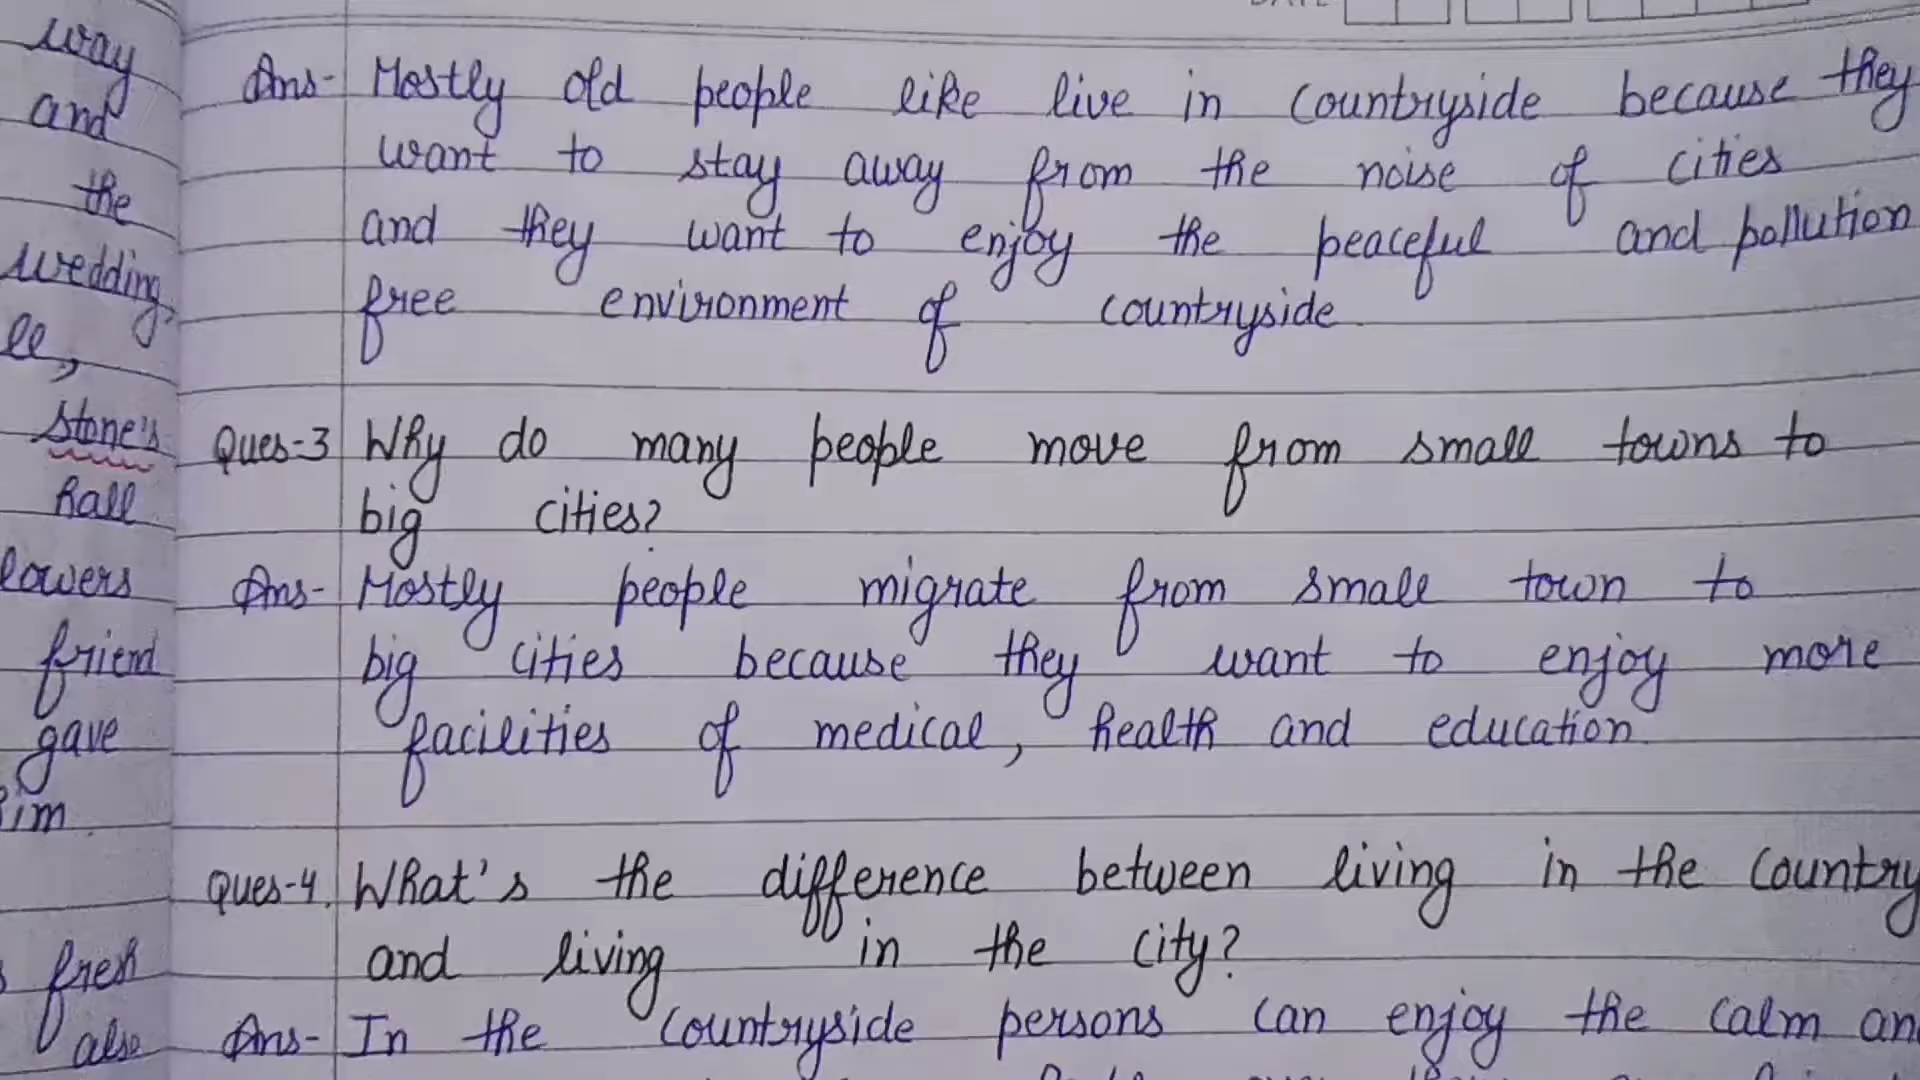 way
and
the
wedding,
stone's
hall
friend
gave
fresh
also
DATE
Ans- Mostly old people like live in countryside because they
want to stay away from the noise of cities
and they want to enjoy the peaceful and pollution
free environment of countryside.
Ques-3 Why do many people move from small towns to
big cities?
Ans- Mostly people migrate from small town to
big cities because they want to enjoy more
facilities of medical, health and education.
Ques-4. What's the difference between living in the country
and living in the city?
Ans- In the countryside persons can enjoy the calm and